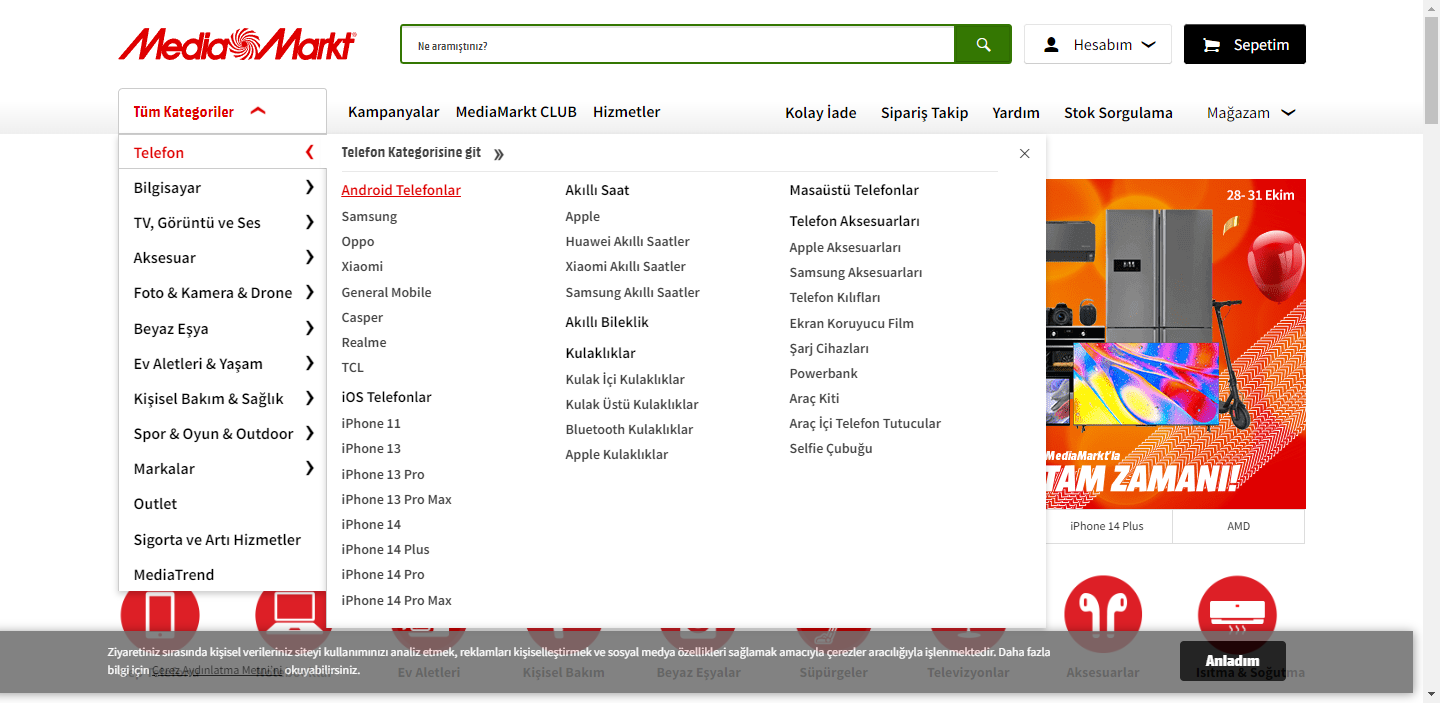 MediaMarkt
Ne aramıştınız?
Hesabım
Sepetim
Tüm Kategoriler
Kampanyalar
MediaMarkt CLUB
Hizmetler
Kolay İade
Sipariş Takip
Yardım
Stok Sorgulama
Mağazam
Telefon
Bilgisayar
TV, Görüntü ve Ses
Aksesuar
Foto & Kamera & Drone
Beyaz Eşya
Ev Aletleri & Yaşam
Kişisel Bakım & Sağlık
Spor & Oyun & Outdoor
Markalar
Outlet
Sigorta ve Artı Hizmetler
MediaTrend
Telefon Kategorisine git
Android Telefonlar
Samsung
Oppo
Xiaomi
General Mobile
Casper
Realme
TCL
iOS Telefonlar
iPhone 11
iPhone 13
iPhone 13 Pro
iPhone 13 Pro Max
iPhone 14
iPhone 14 Plus
iPhone 14 Pro
iPhone 14 Pro Max
Akıllı Saat
Apple
Huawei Akıllı Saatler
Xiaomi Akıllı Saatler
Samsung Akıllı Saatler
Akıllı Bileklik
Kulaklıklar
Kulak İçi Kulaklıklar
Kulak Üstü Kulaklıklar
Bluetooth Kulaklıklar
Apple Kulaklıklar
Masaüstü Telefonlar
Telefon Aksesuarları
Apple Aksesuarları
Samsung Aksesuarları
Telefon Kılıfları
Ekran Koruyucu Film
Şarj Cihazları
Powerbank
Araç Kiti
Araç İçi Telefon Tutucular
Selfie Çubuğu
28- 31 Ekim
MediaMarkt'la
TAM ZAMANI!
iPhone 14 Plus
AMD
Ziyaretiniz sırasında kişisel verileriniz siteyi kullanımınızı analiz etmek, reklamları kişiselleştirmek ve sosyal medya özellikleri sağlamak amacıyla çerezler aracılığıyla işlenmektedir. Daha fazla
bilgi için Çerez Aydınlatma Metni'ni okuyabilirsiniz.
Anladım
Ev Aletleri
Kişisel Bakım
Beyaz Eşyalar
Süpürgeler
Televizyonlar
Aksesuarlar
Isıtma & Soğutma